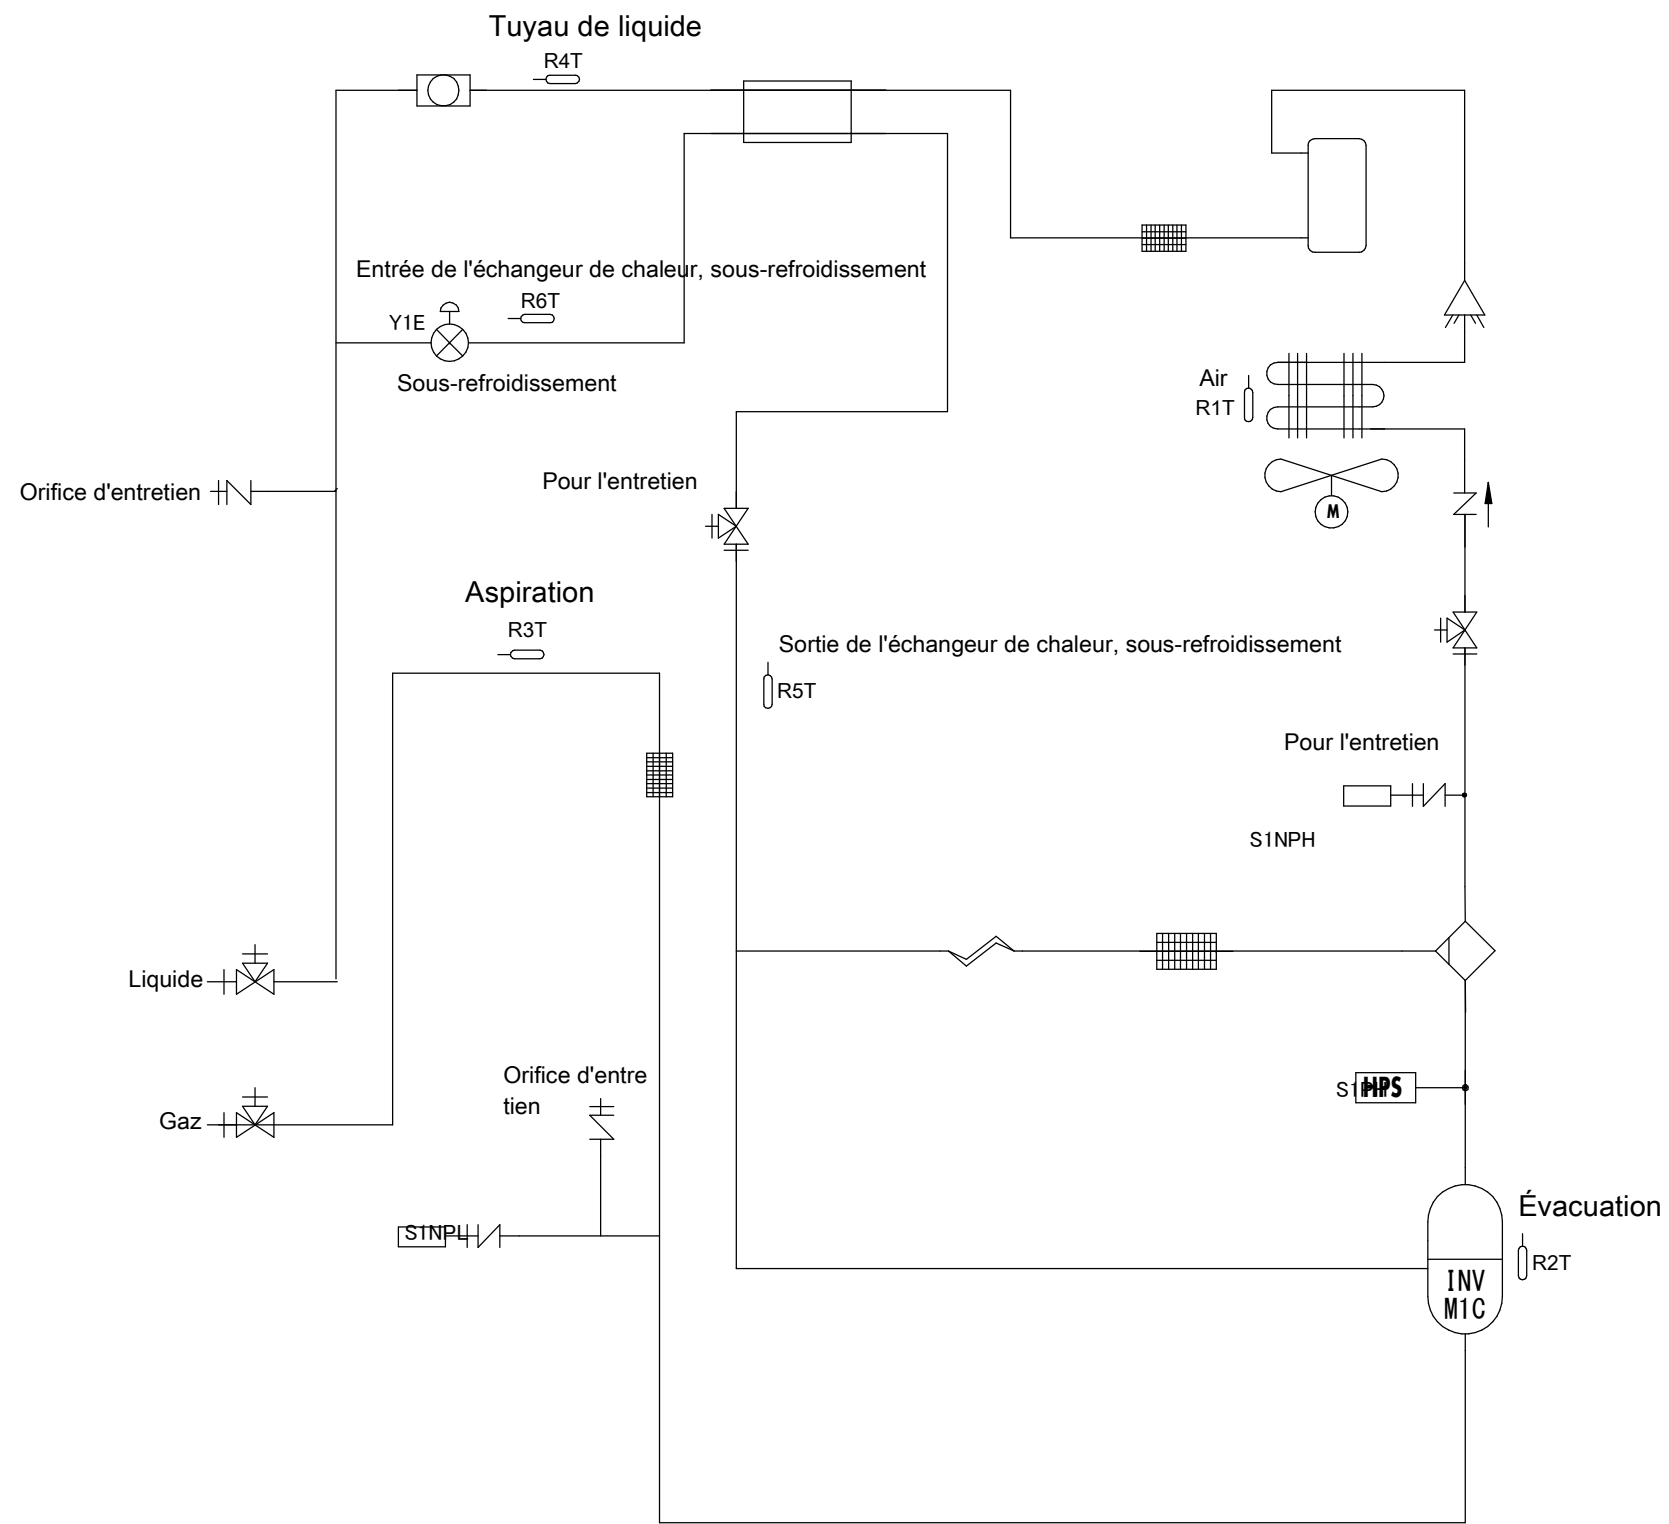 Tuyau de liquide
R4T
Entrée de l'échangeur de chaleur, sous-refroidissement
R6T
Y1E
Sous-refroidissement
Air
R1T
M
Orifice d'entretien
Pour l'entretien
Aspiration
R3T
Sortie de l'échangeur de chaleur, sous-refroidissement
R5T
Pour l'entretien
S1NPH
Liquide
Gaz
Orifice d'entre
tien
S1PH
HPS
S1NPL
Évacuation
R2T
INV
M1C